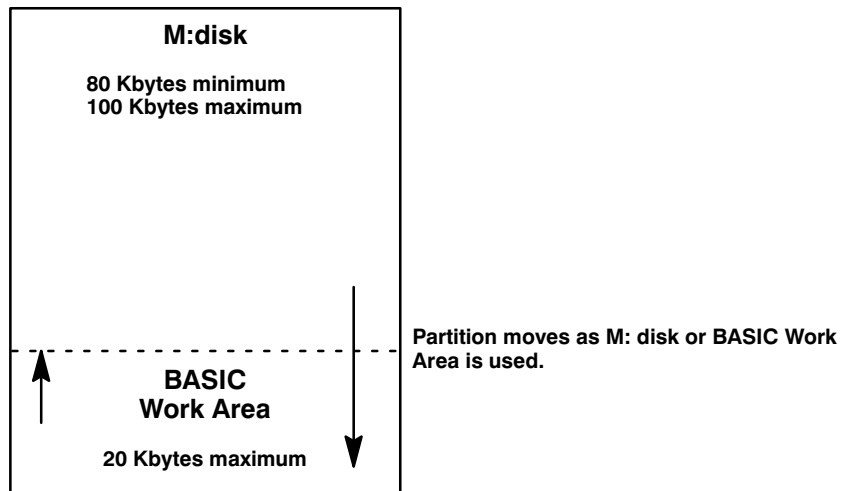 M:disk
80 Kbytes minimum
100 Kbytes maximum
Partition moves as M: disk or BASIC Work
Area is used.
BASIC
Work Area
20 Kbytes maximum